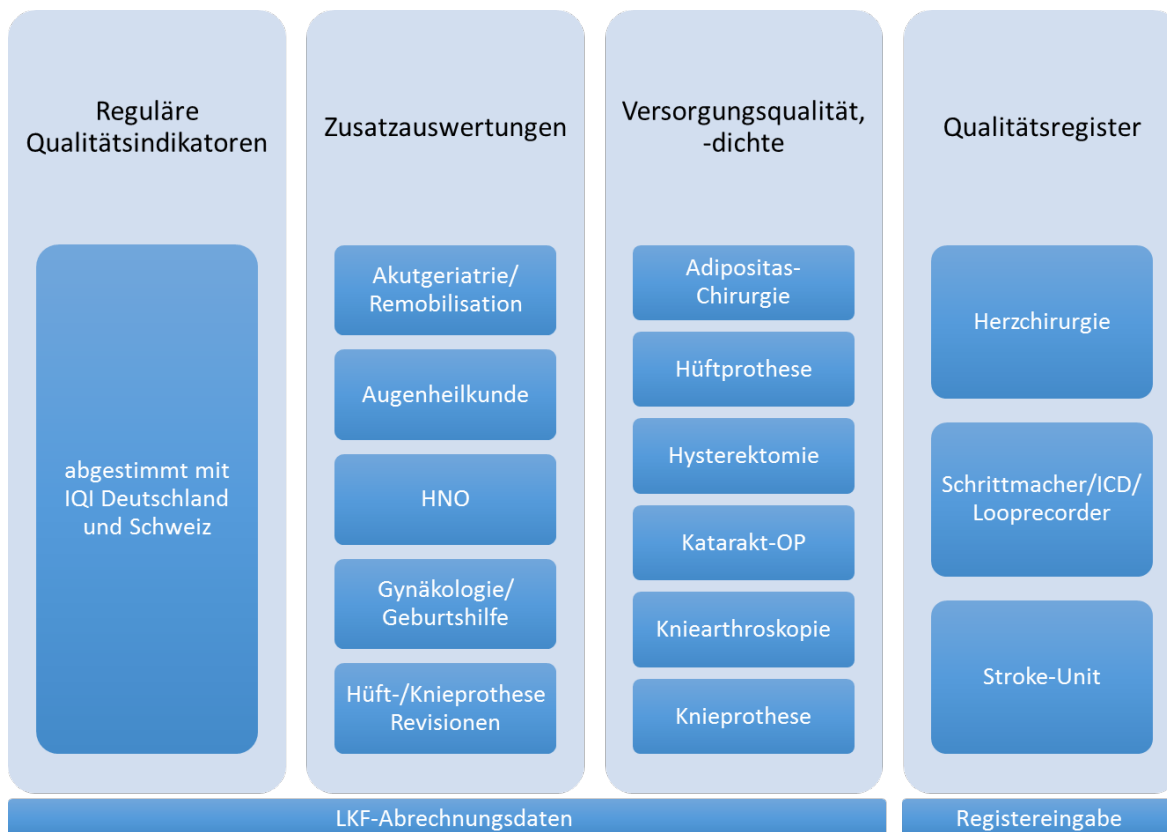 Reguläre
Qualitätsindikatoren
abgestimmt mit
IQI Deutschland
und Schweiz
Zusatzauswertungen
Akutgeriatrie/
Remobilisation
Augenheilkunde
HNO
Gynäkologie/
Geburtshilfe
Hüft-/Knieprothese
Revisionen
Versorgungsqualität,
-dichte
Adipositas-
Chirurgie
Hüftprothese
Hysterektomie
Katarakt-OP
Kniearthroskopie
Knieprothese
Qualitätsregister
Herzchirurgie
Schrittmacher/ICD/
Looprecorder
Stroke-Unit
LKF-Abrechnungsdaten
Registereingabe